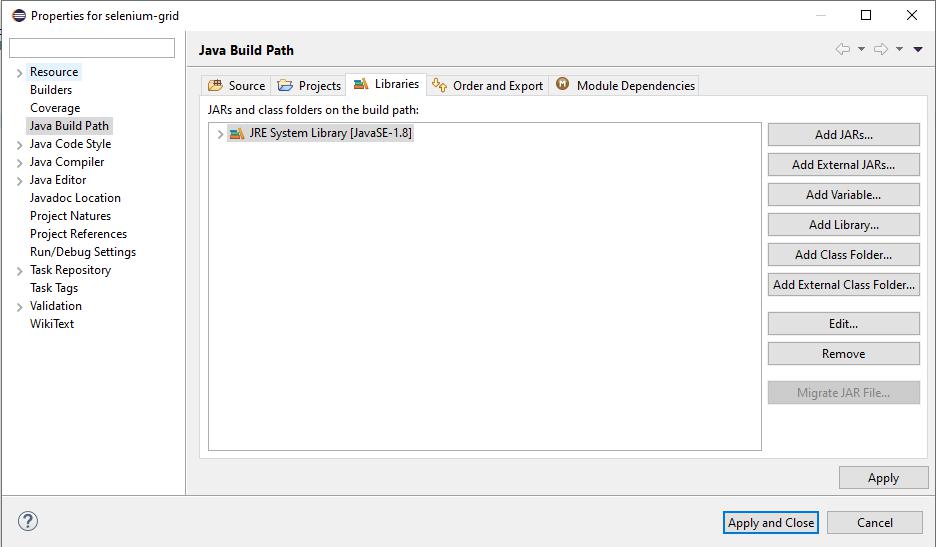 Properties for selenium-grid
Java Build Path
Resource
Builders
Coverage
Java Build Path
Java Code Style
Java Compiler
Java Editor
Javadoc Location
Project Natures
Project References
Run/Debug Settings
Task Repository
Task Tags
Validation
WikiText
Source
Projects
Libraries
Order and Export
M
Module Dependencies
JARs and class folders on the build path:
JRE System Library [JavaSE-1.8]
Add JARs...
Add External JARs...
Add Variable...
Add Library...
Add Class Folder...
Add External Class Folder...
Edit...
Remove
Migrate JAR File...
Apply
?
Apply and Close
Cancel